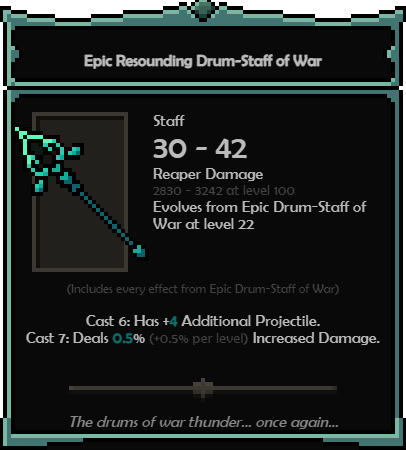 Epic Resounding Drum-Staff of War
Staff
30 - 42
Reaper Damage
2830 - 3242 at level 100
Evolves from Epic Drum-Staff of
War at level 22
(Includes every effect from Epic Drum-Staff of War)
Cast 6: Has +4 Additional Projectile.
Cast 7: Deals 0.5% (+0.5% per level) Increased Damage.
The drums of war thunder... once again...